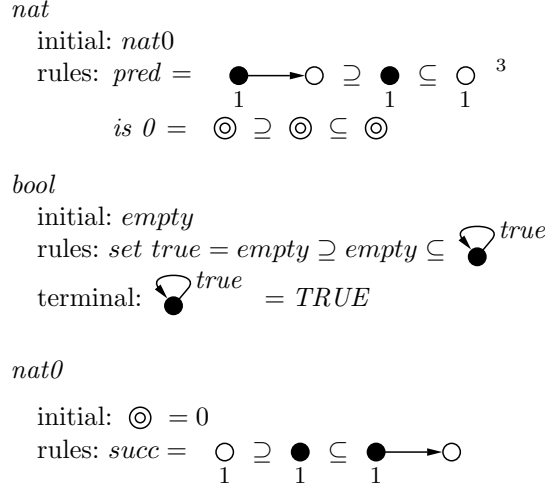 nat
initial: nat0
rules: pred = ⊇ ⊆ 3
1 1 1
is 0 = ⊇ ⊆
bool
initial: empty
rules: set true = empty ⊇ empty ⊆ true
terminal: true = TRUE
nat0
initial: = 0
rules: succ = ⊇ ⊆
1 1 1